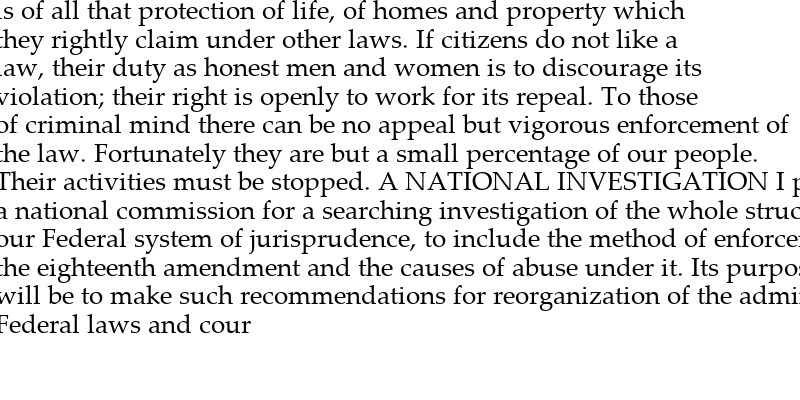 is of all that protection of life, of homes and property which
they rightly claim under other laws. If citizens do not like a
law, their duty as honest men and women is to discourage its
violation; their right is openly to work for its repeal. To those
of criminal mind there can be no appeal but vigorous enforcement of
the law. Fortunately they are but a small percentage of our people.
Their activities must be stopped. A NATIONAL INVESTIGATION I p
a national commission for a searching investigation of the whole struc
our Federal system of jurisprudence, to include the method of enforce
the eighteenth amendment and the causes of abuse under it. Its purpos
will be to make such recommendations for reorganization of the admi
Federal laws and cour